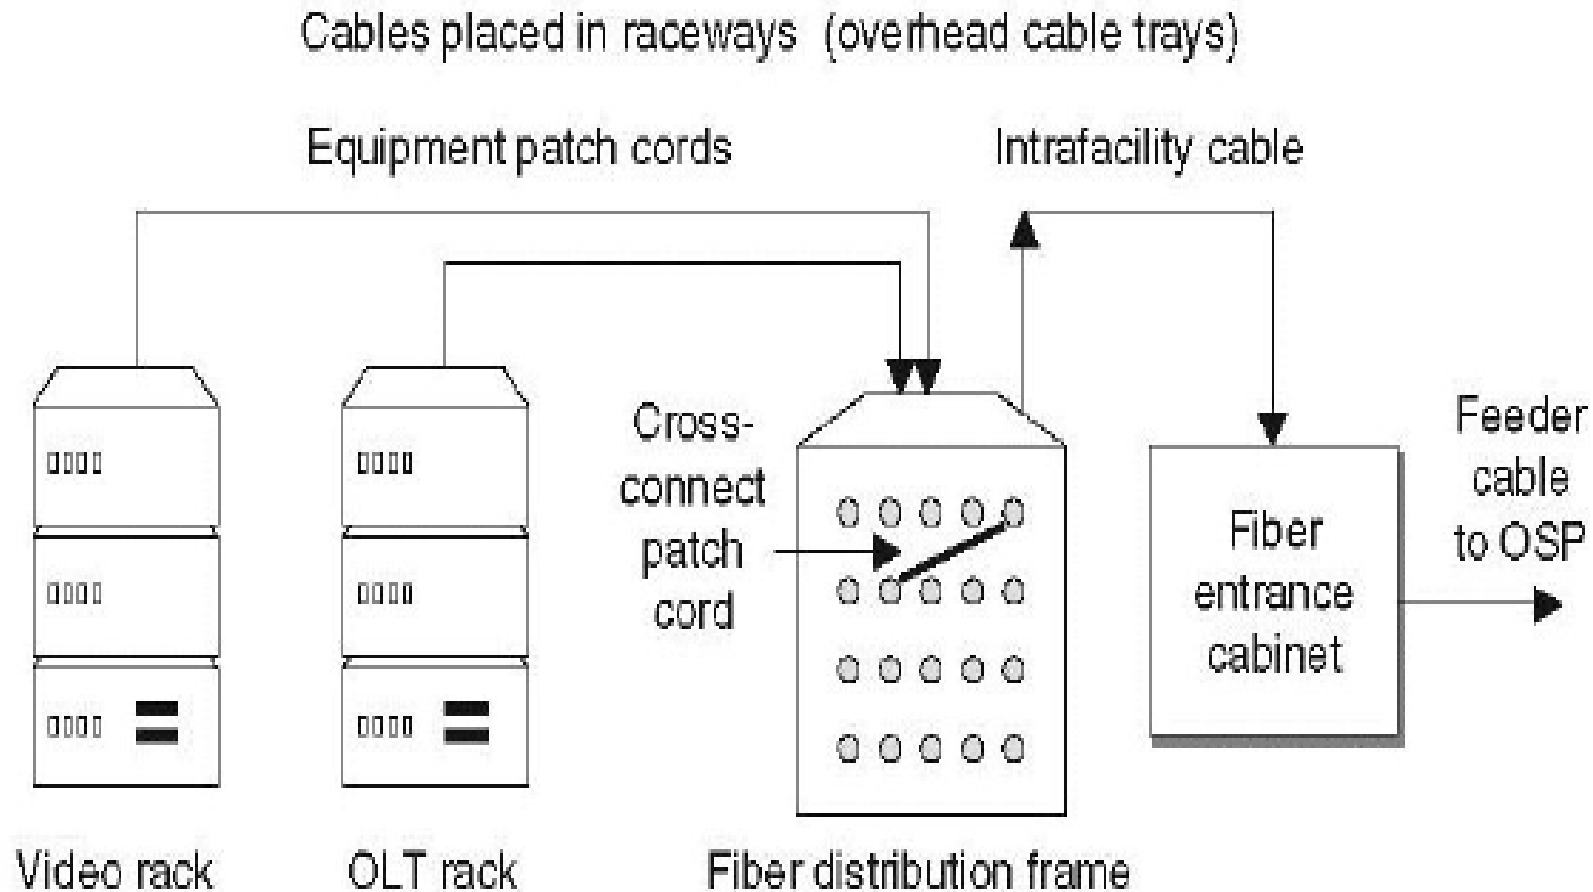 Cables placed in raceways (overhead cable trays)
Equipment patch cords
Intrafacility cable
Cross-
connect
patch
cord
Feeder
cable
to OSP
Fiber
entrance
cabinet
Video rack
OLT rack
Fiber distribution frame